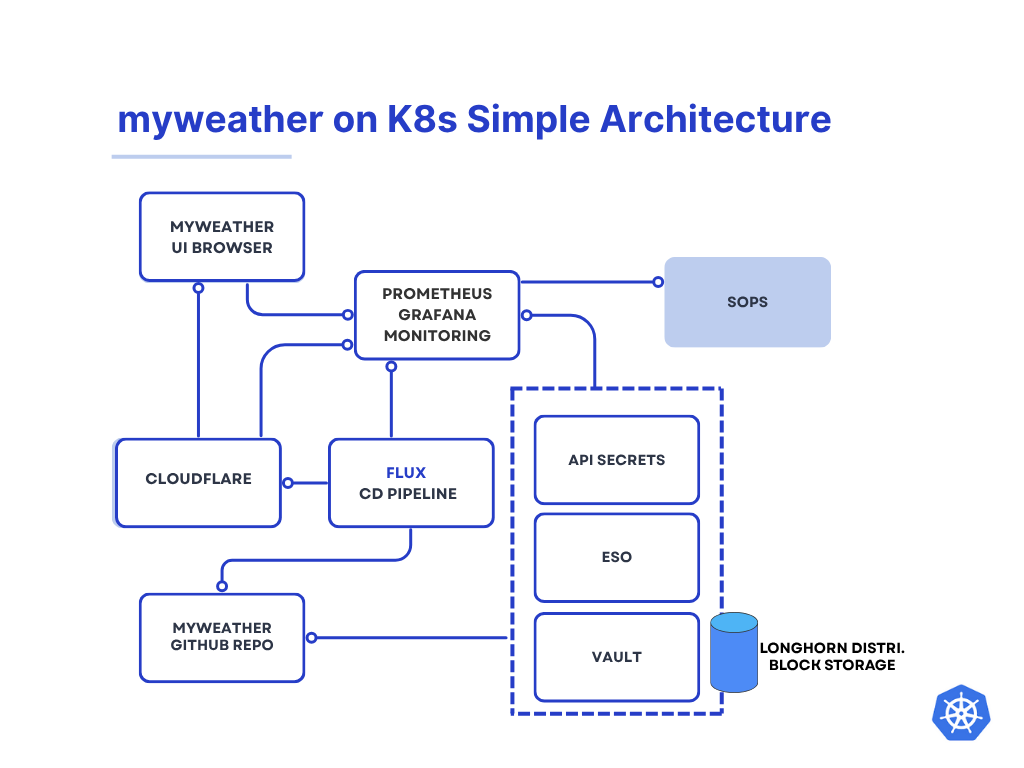 myweather on K8s Simple Architecture
MYWEATHER
UI BROWSER
PROMETHEUS
GRAFANA
MONITORING
SOPS
CLOUDFLARE
FLUX
CD PIPELINE
API SECRETS
ESO
MYWEATHER
GITHUB REPO
VAULT
LONGHORN DISTRI.
BLOCK STORAGE